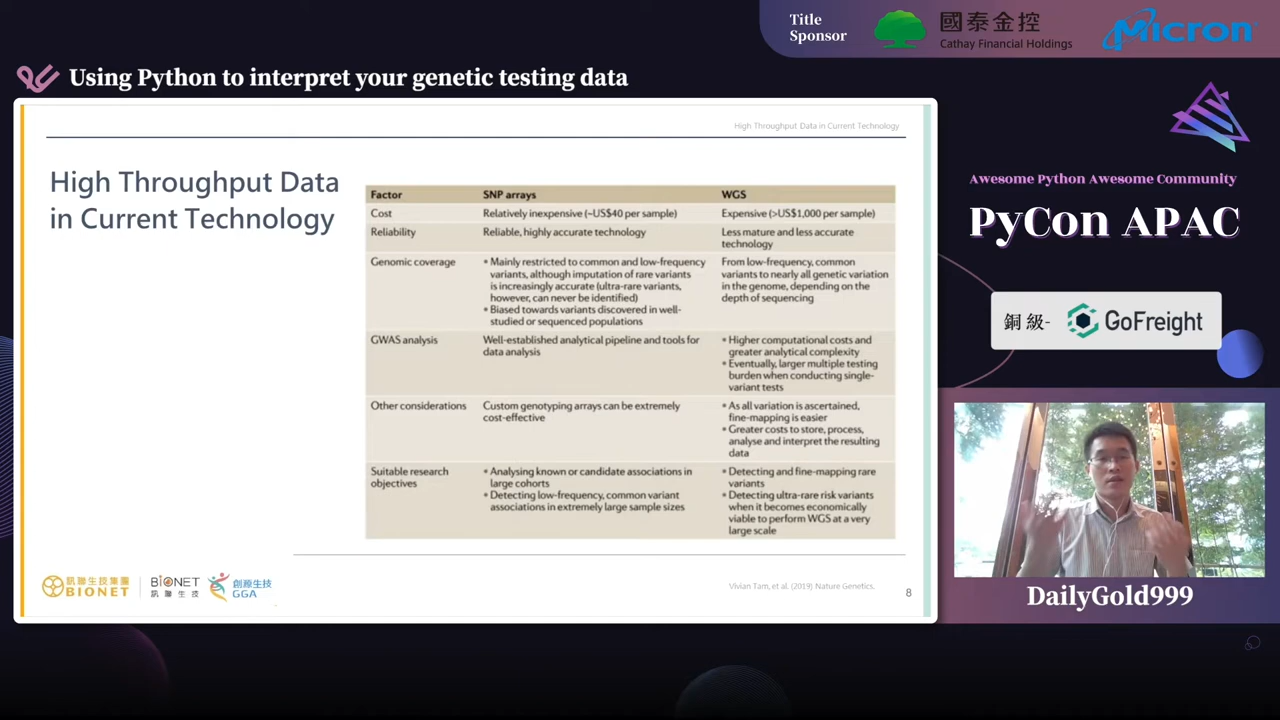 Title
Sponsor
國泰金控
Cathay Financial Holdings
Micron
Using Python to interpret your genetic testing data
High Throughput Data in Current Technology
High Throughput Data
in Current Technology
Factor SNP arrays WGS
Cost Relatively inexpensive (~US$40 per sample) Expensive (>US$1,000 per sample)
Reliability Reliable, highly accurate technology Less mature and less accurate
technology
Genomic coverage • Mainly restricted to common and low-frequency From low-frequency, common
variants, although imputation of rare variants variants to nearly all genetic variation
is increasingly accurate (ultra-rare variants, in the genome, depending on the
however, can never be identified) depth of sequencing
• Biased towards variants discovered in well-
studied or sequenced populations
GWAS analysis Well-established analytical pipeline and tools for • Higher computational costs and
data analysis greater analytical complexity
• Eventually, larger multiple testing
burden when conducting single-
variant tests
Other considerations Custom genotyping arrays can be extremely • As all variation is ascertained,
cost-effective fine-mapping is easier
• Greater costs to store, process,
analyse and interpret the resulting
data
Suitable research • Analysing known or candidate associations in • Detecting and fine-mapping rare
objectives large cohorts variants
• Detecting low-frequency, common variant • Detecting ultra-rare risk variants
associations in extremely large sample sizes when it becomes economically
viable to perform WGS at a very
large scale
訊聯生技集團
BIONET
BIONET
訊聯生技
創源生技
GGA
Vivian Tam, et al. (2019) Nature Genetics.
8
Awesome Python Awesome Community
PyCon APAC
銅級- GoFreight
DailyGold999